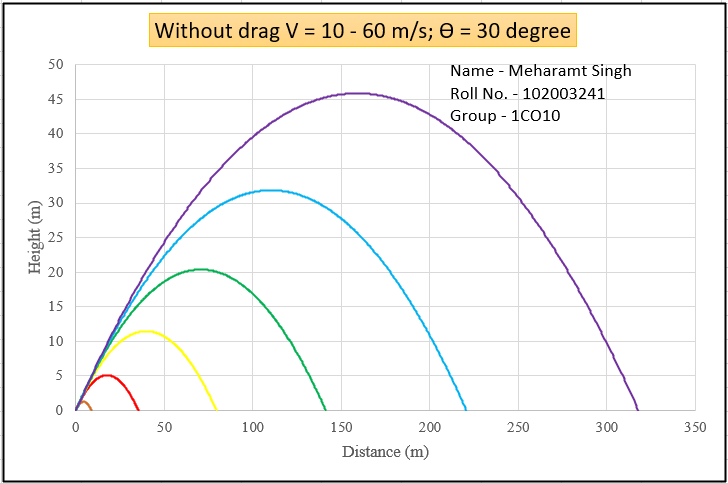 Without drag V = 10 - 60 m/s; Ɵ = 30 degree
Name - Meharamt Singh
Roll No. - 102003241
Group - 1CO10
50
45
40
35
30
25
20
15
10
5
0
Height (m)
0 50 100 150 200 250 300 350
Distance (m)